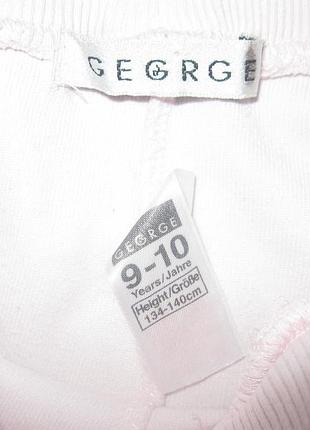 GEORGE
GEORGE
9-10
Years/Jahre
Height/Größe
134-140cm